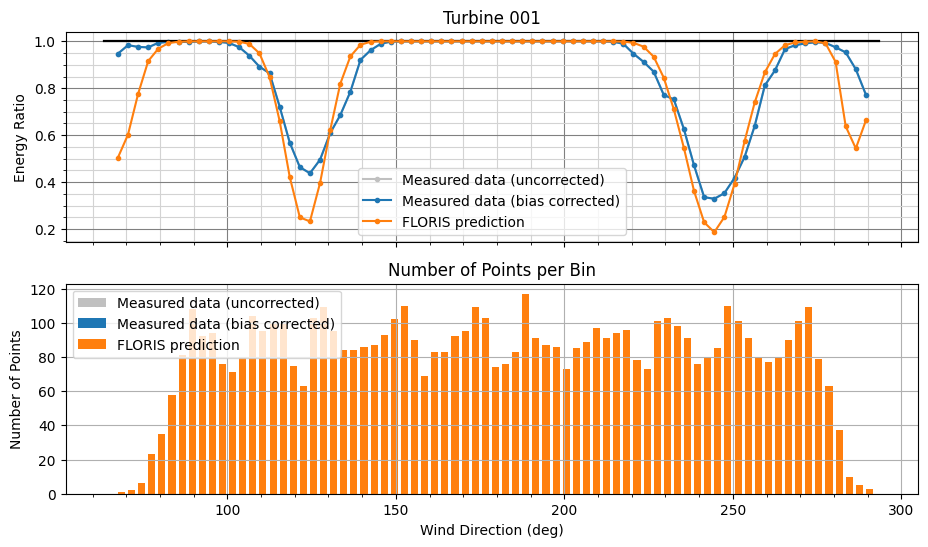 Turbine 001
1.0
0.8
0.6
0.4
0.2
Energy Ratio
Measured data (uncorrected)
Measured data (bias corrected)
FLORIS prediction
Number of Points per Bin
120
100
80
60
40
20
0
Number of Points
Measured data (uncorrected)
Measured data (bias corrected)
FLORIS prediction
100
150
200
250
300
Wind Direction (deg)